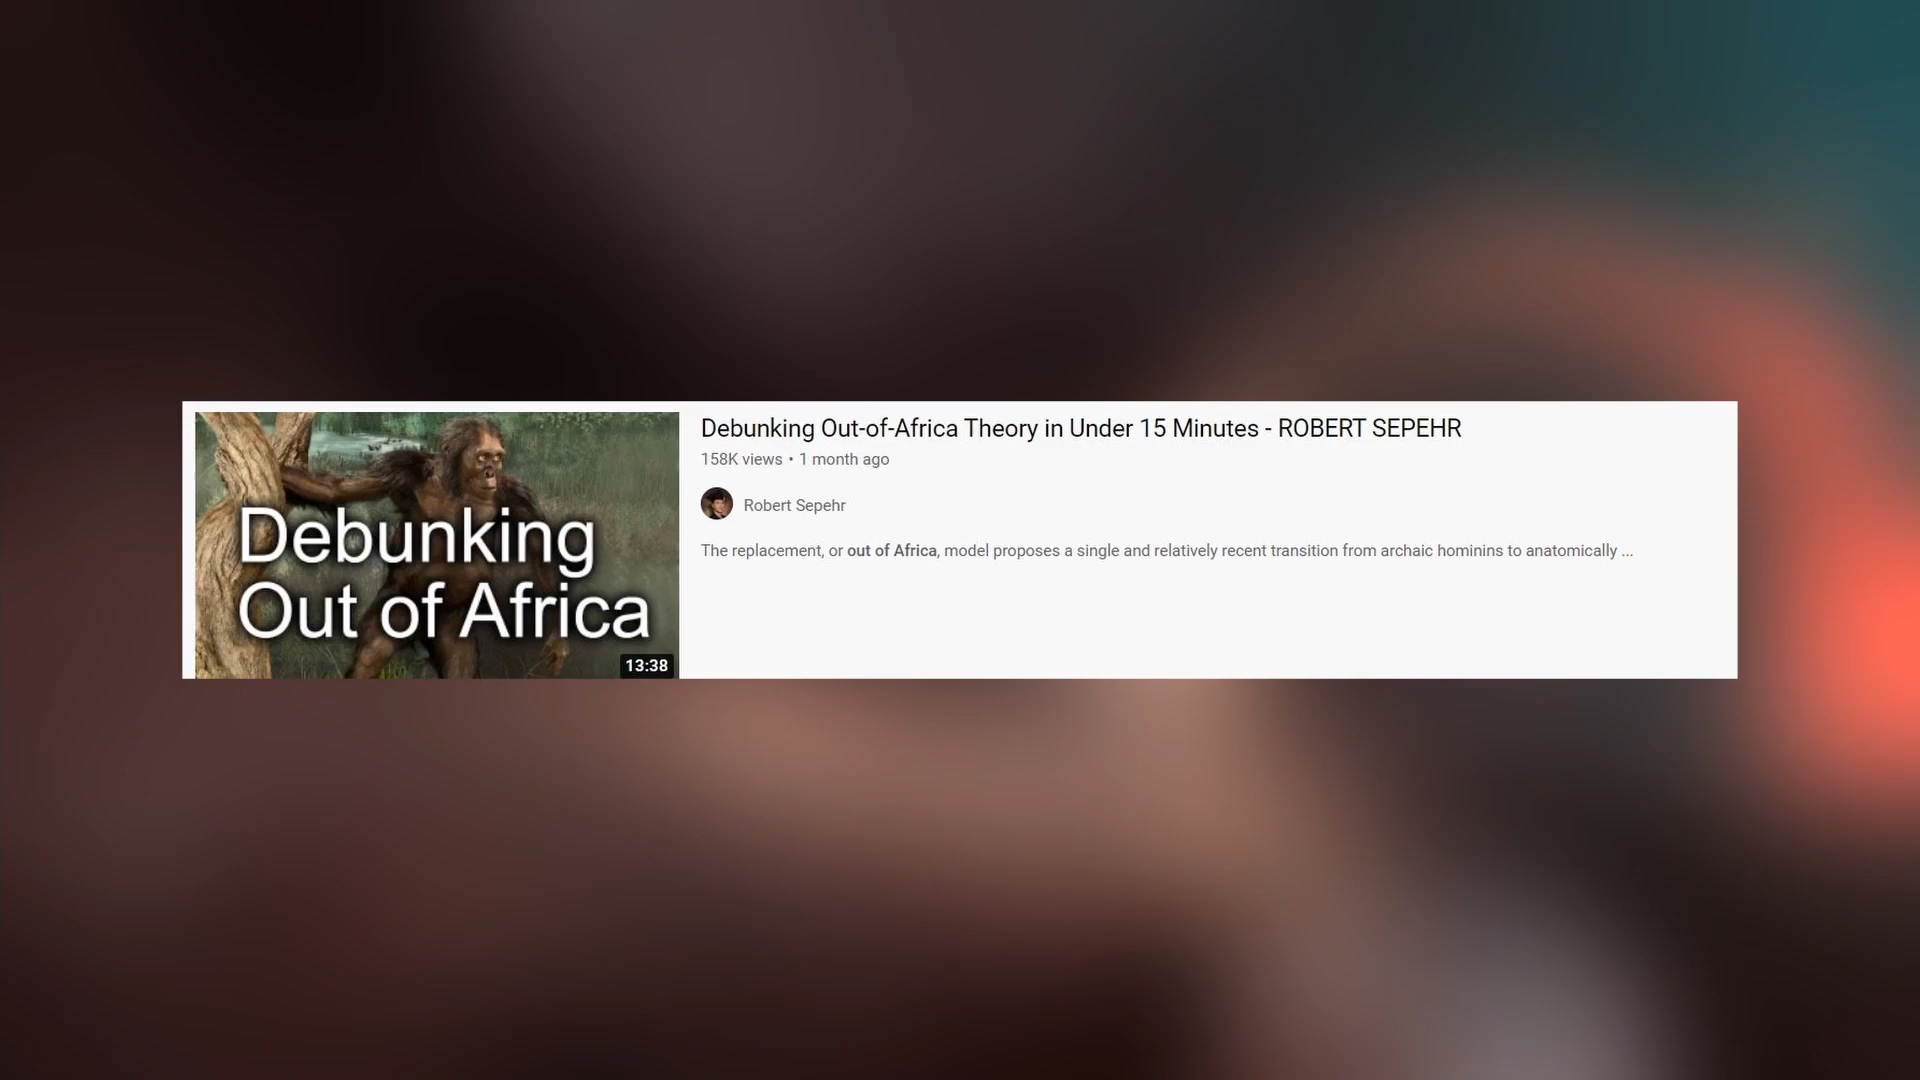 Debunking
Out of Africa
13:38
Debunking Out-of-Africa Theory in Under 15 Minutes - ROBERT SEPEHR
158K views • 1 month ago
Robert Sepehr
The replacement, or out of Africa, model proposes a single and relatively recent transition from archaic hominins to anatomically ...